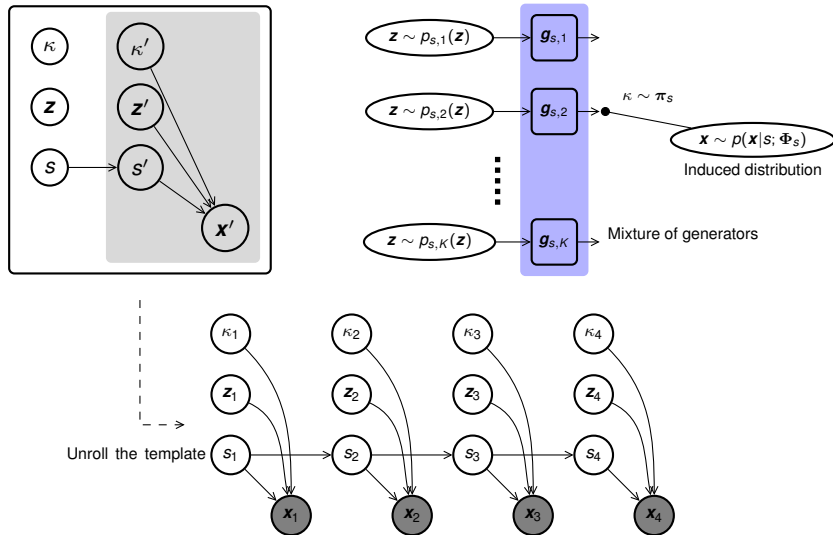 κ
κ′
z
z′
s
s′
x′
z ∼ p_{s,1}(z)
g_{s,1}
z ∼ p_{s,2}(z)
g_{s,2}
κ ∼ π_s
x ∼ p(x|s; Φ_s)
Induced distribution
z ∼ p_{s,K}(z)
g_{s,K}
Mixture of generators
κ₁ κ₂ κ₃ κ₄
z₁ z₂ z₃ z₄
Unroll the template s₁ s₂ s₃ s₄
x₁ x₂ x₃ x₄